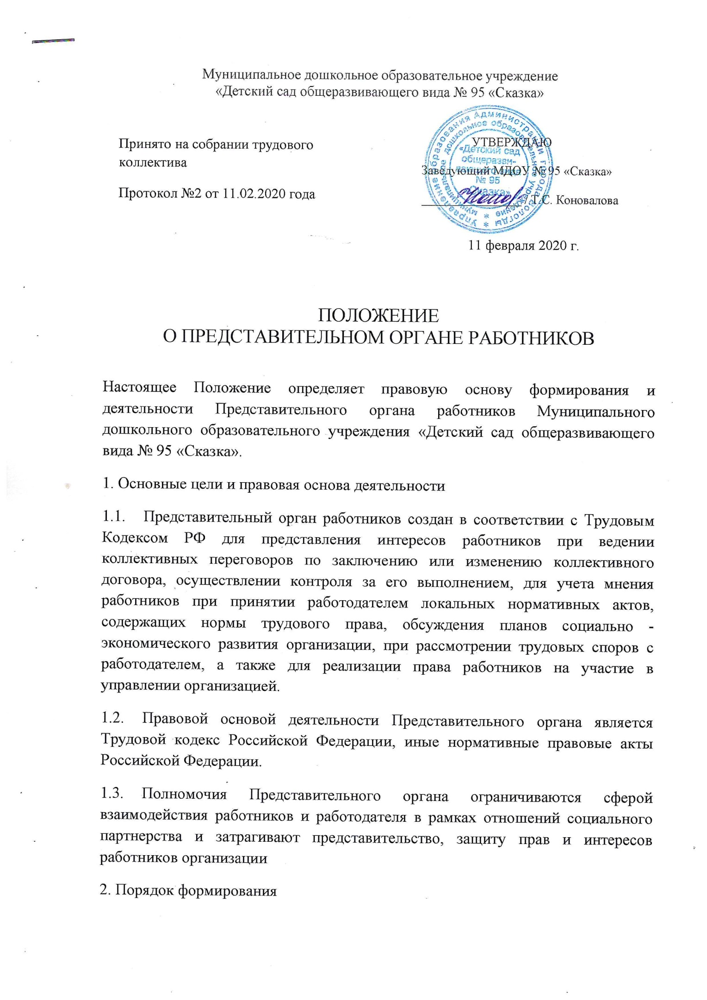 Муниципальное дошкольное образовательное учреждение
«Детский сад общеразвивающего вида № 95 «Сказка»
Принято на собрании трудового
коллектива
Протокол №2 от 11.02.2020 года
УТВЕРЖДАЮ
Заведующий МДОУ № 95 «Сказка»
/ Т.С. Коновалова
11 февраля 2020 г.
Управление образования Администрации города Вологды *
муниципальное дошкольное образовательное учреждение *
«Детский сад
общеразви-
вающего вида
№ 95
«Сказка»
ПОЛОЖЕНИЕ
О ПРЕДСТАВИТЕЛЬНОМ ОРГАНЕ РАБОТНИКОВ
Настоящее Положение определяет правовую основу формирования и
деятельности Представительного органа работников Муниципального
дошкольного образовательного учреждения «Детский сад общеразвивающего
вида № 95 «Сказка».
1. Основные цели и правовая основа деятельности
1.1. Представительный орган работников создан в соответствии с Трудовым
Кодексом РФ для представления интересов работников при ведении
коллективных переговоров по заключению или изменению коллективного
договора, осуществлении контроля за его выполнением, для учета мнения
работников при принятии работодателем локальных нормативных актов,
содержащих нормы трудового права, обсуждения планов социально -
экономического развития организации, при рассмотрении трудовых споров с
работодателем, а также для реализации права работников на участие в
управлении организацией.
1.2. Правовой основой деятельности Представительного органа является
Трудовой кодекс Российской Федерации, иные нормативные правовые акты
Российской Федерации.
1.3. Полномочия Представительного органа ограничиваются сферой
взаимодействия работников и работодателя в рамках отношений социального
партнерства и затрагивают представительство, защиту прав и интересов
работников организации
2. Порядок формирования